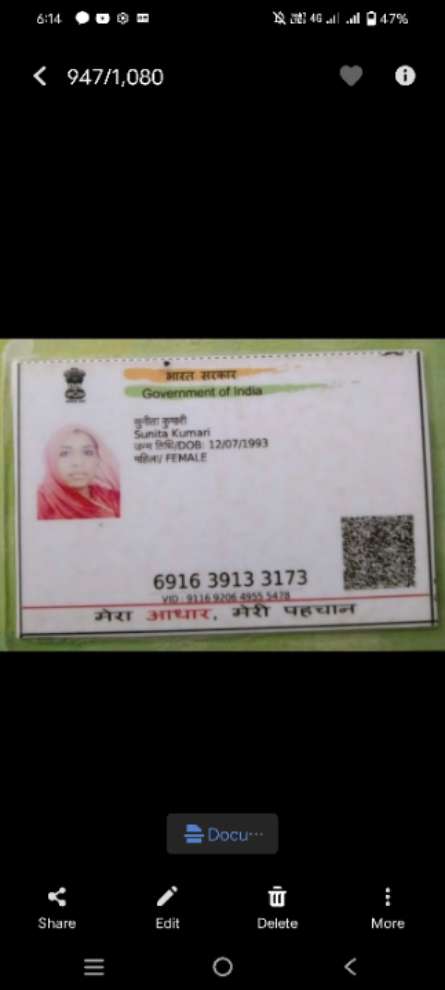 6:14
4G
47%
947/1,080
भारत सरकार
Government of India
सुनीता कुमारी
Sunita Kumari
जन्म तिथि/DOB: 12/07/1993
महिला/ FEMALE
6916 3913 3173
VID : 9116 9206 4955 5478
मेरा आधार, मेरी पहचान
Docu...
Share
Edit
Delete
More